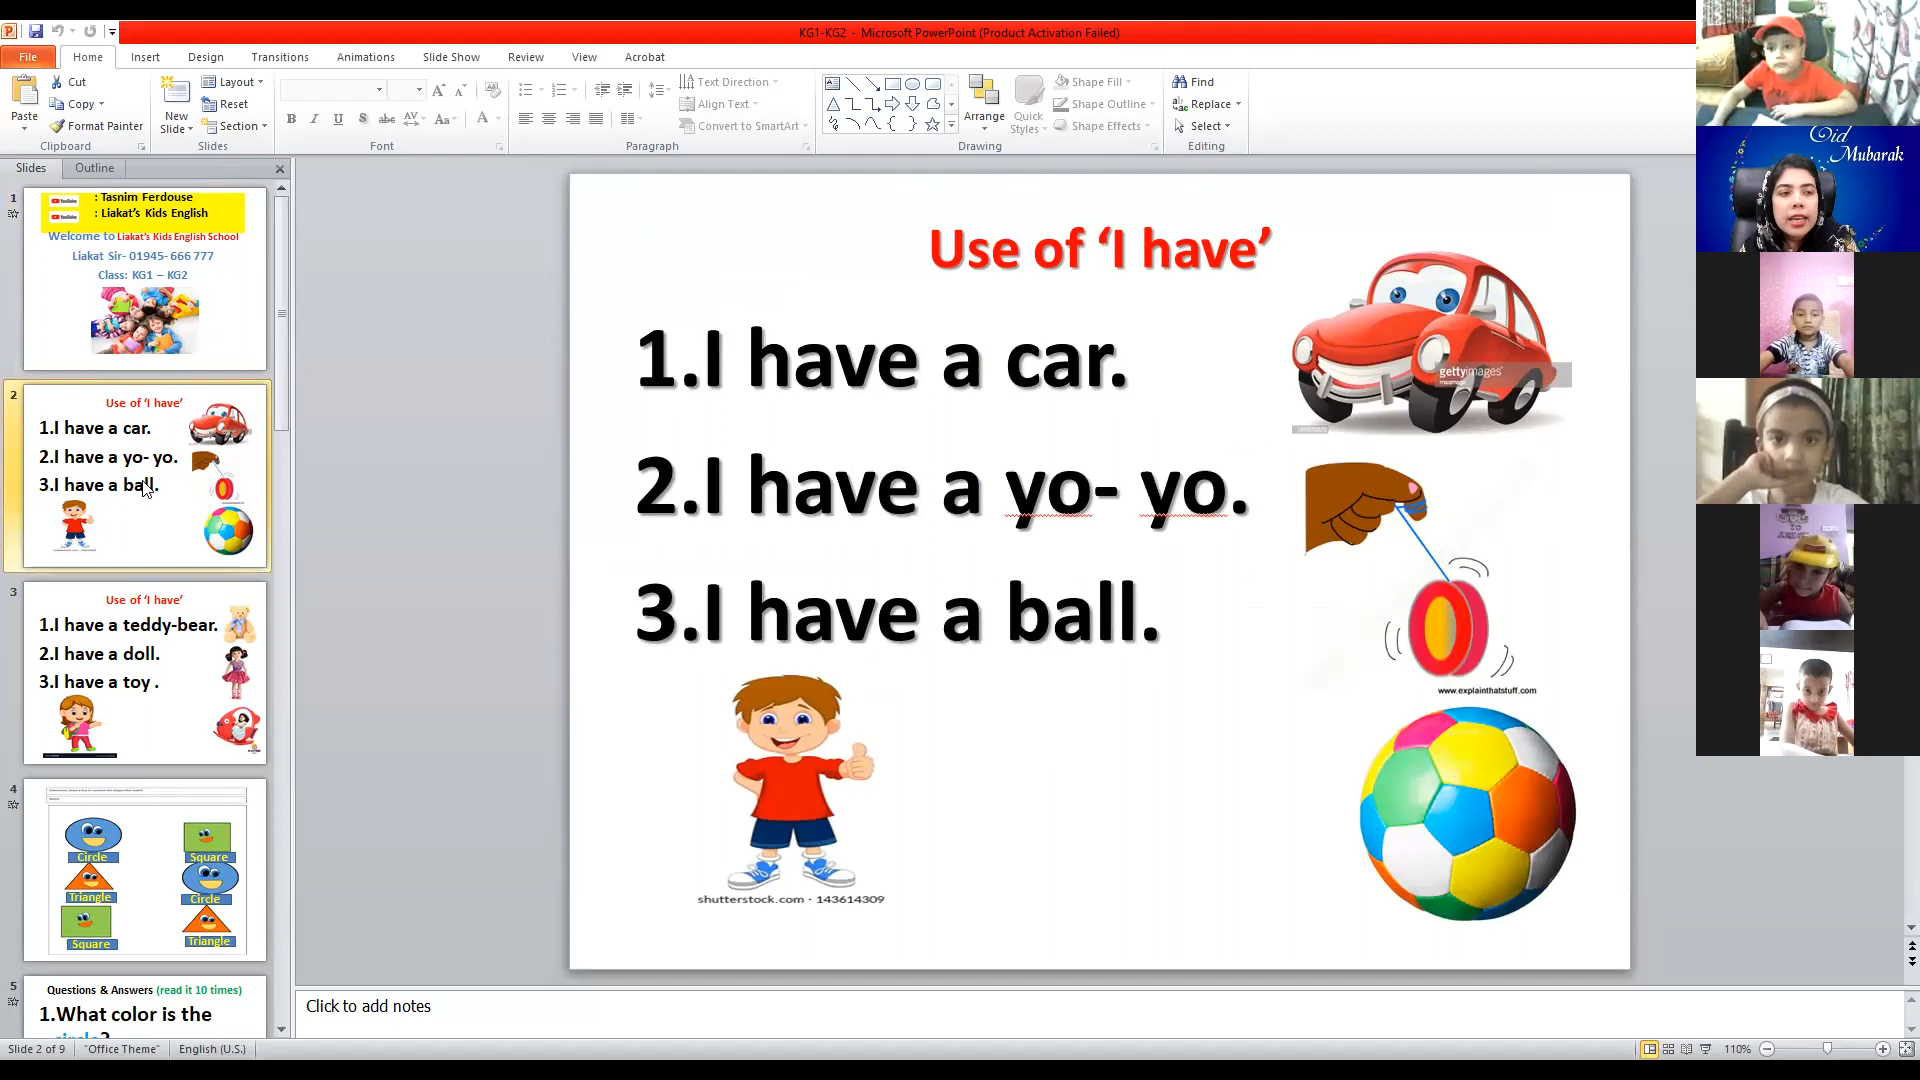 KG1-KG2 - Microsoft PowerPoint (Product Activation Failed)
File Home Insert Design Transitions Animations Slide Show Review View Acrobat
Cut
Copy
Format Painter
Paste
Clipboard
New Slide
Layout
Reset
Section
Slides
Font
Text Direction
Align Text
Convert to SmartArt
Paragraph
Arrange
Quick Styles
Shape Fill
Shape Outline
Shape Effects
Drawing
Find
Replace
Select
Editing
Slides Outline
1
YouTube : Tasnim Ferdouse
YouTube : Liakat's Kids English
Welcome to Liakat's Kids English School
Liakat Sir- 01945- 666 777
Class: KG1 – KG2
2
Use of ‘I have’
1.I have a car.
2.I have a yo- yo.
3.I have a ball.
3
Use of ‘I have’
1.I have a teddy-bear.
2.I have a doll.
3.I have a toy .
4
Circle Square
Triangle Circle
Square Triangle
5
Questions & Answers (read it 10 times)
1.What color is the
Use of ‘I have’
1.I have a car.
gettyimages
2.I have a yo- yo.
3.I have a ball.
www.explainthatstuff.com
shutterstock.com · 143614309
Eid
Mubarak
Click to add notes
Slide 2 of 9 "Office Theme" English (U.S.) 110%